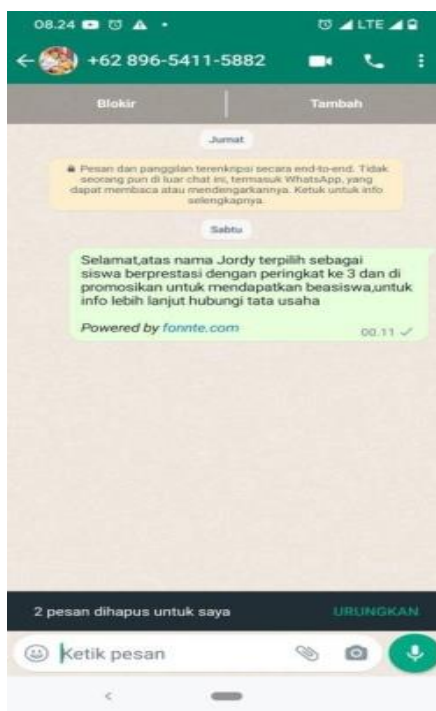 08.24
LTE
+62 896-5411-5882
Blokir
Tambah
Jumat
Pesan dan panggilan terenkripsi secara end-to-end. Tidak
seorang pun di luar chat ini, termasuk WhatsApp, yang
dapat membaca atau mendengarkannya. Ketuk untuk info
selengkapnya.
Sabtu
Selamat,atas nama Jordy terpilih sebagai
siswa berprestasi dengan peringkat ke 3 dan di
promosikan untuk mendapatkan beasiswa,untuk
info lebih lanjut hubungi tata usaha
Powered by fonnte.com
00.11
2 pesan dihapus untuk saya
URUNGKAN
Ketik pesan